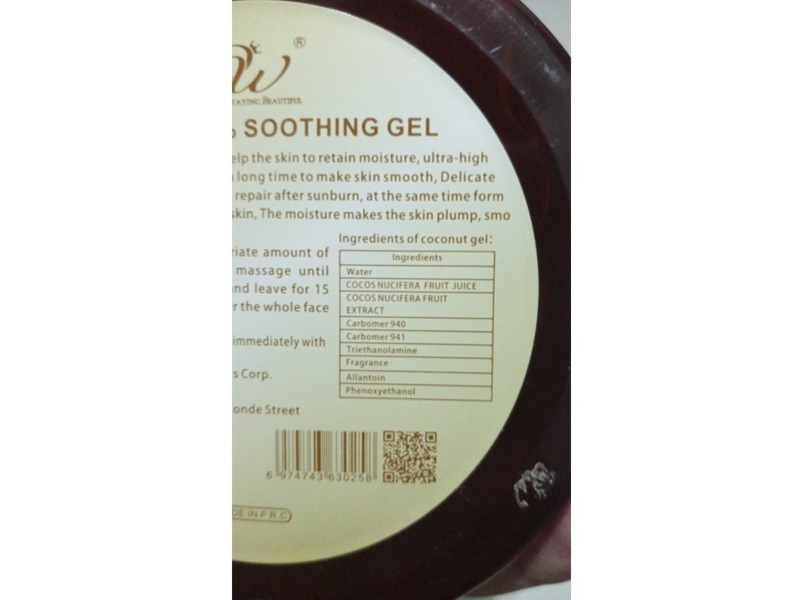 ®
STAYING BEAUTIFUL
SOOTHING GEL
elp the skin to retain moisture, ultra-high
long time to make skin smooth, Delicate
repair after sunburn, at the same time form
skin, The moisture makes the skin plump, smo
Ingredients of coconut gel:
Ingredients
Water
COCOS NUCIFERA FRUIT JUICE
COCOS NUCIFERA FRUIT
EXTRACT
Carbomer 940
Carbomer 941
Triethanolamine
Fragrance
Allantoin
Phenoxyethanol
riate amount of
massage until
nd leave for 15
r the whole face
immediately with
s Corp.
onde Street
6 974743 630258
DE IN P.R.C